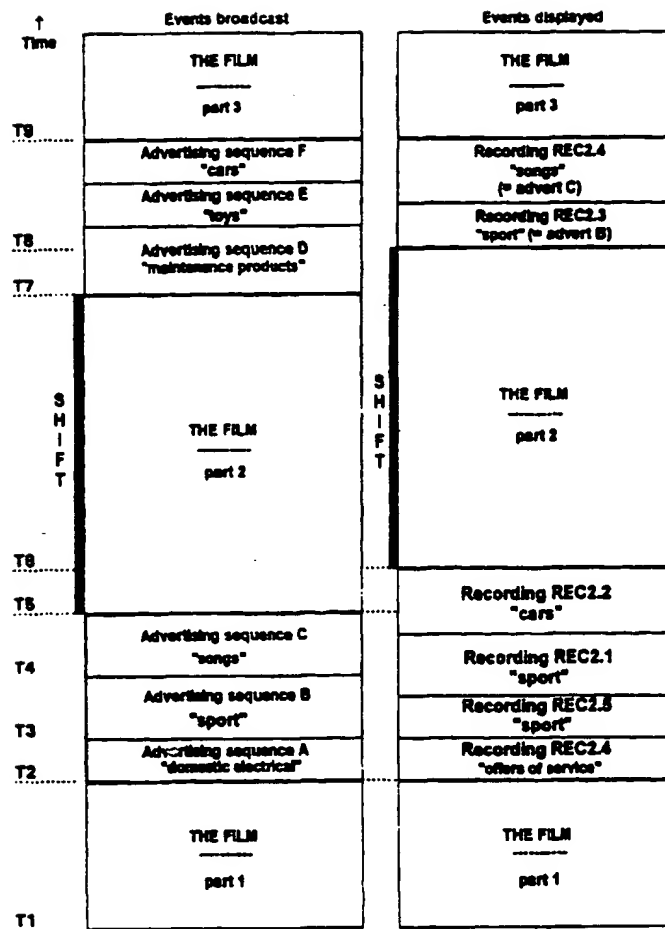 ↑
Time
Events broadcast
Events displayed
THE FILM
part 3
THE FILM
part 3
T9
Advertising sequence F
"cars"
Recording REC2.4
"songs"
(= advert C)
Advertising sequence E
"toys"
Recording REC2.3
"sport" (= advert B)
T8
Advertising sequence D
"maintenance products"
T7
SHIFT
THE FILM
part 2
SHIFT
THE FILM
part 2
T6
Recording REC2.2
"cars"
T5
Advertising sequence C
"songs"
Recording REC2.1
"sport"
T4
Advertising sequence B
"sport"
Recording REC2.5
"sport"
T3
Advertising sequence A
"domestic electrical"
Recording REC2.4
"offers of service"
T2
THE FILM
part 1
THE FILM
part 1
T1